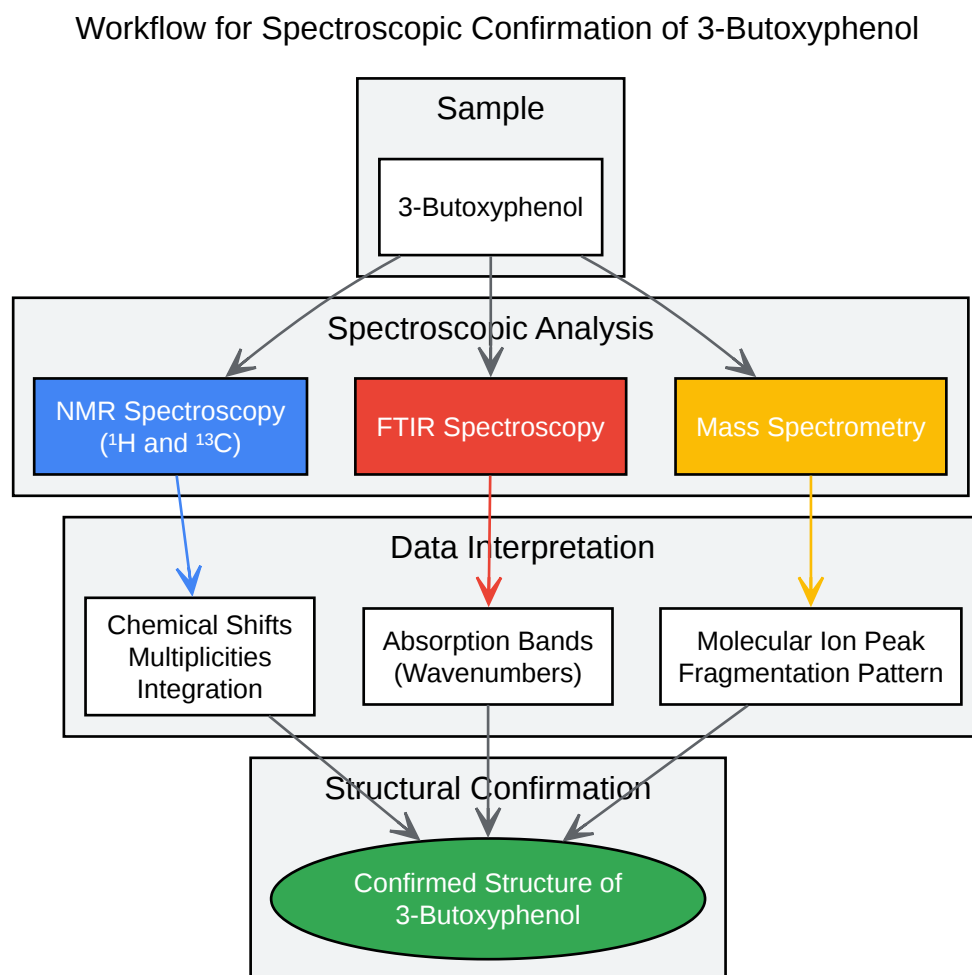 Workflow for Spectroscopic Confirmation of 3-Butoxyphenol
Sample
3-Butoxyphenol
Spectroscopic Analysis
NMR Spectroscopy
(¹H and ¹³C)
FTIR Spectroscopy
Mass Spectrometry
Data Interpretation
Chemical Shifts
Multiplicities
Integration
Absorption Bands
(Wavenumbers)
Molecular Ion Peak
Fragmentation Pattern
Structural Confirmation
Confirmed Structure of
3-Butoxyphenol